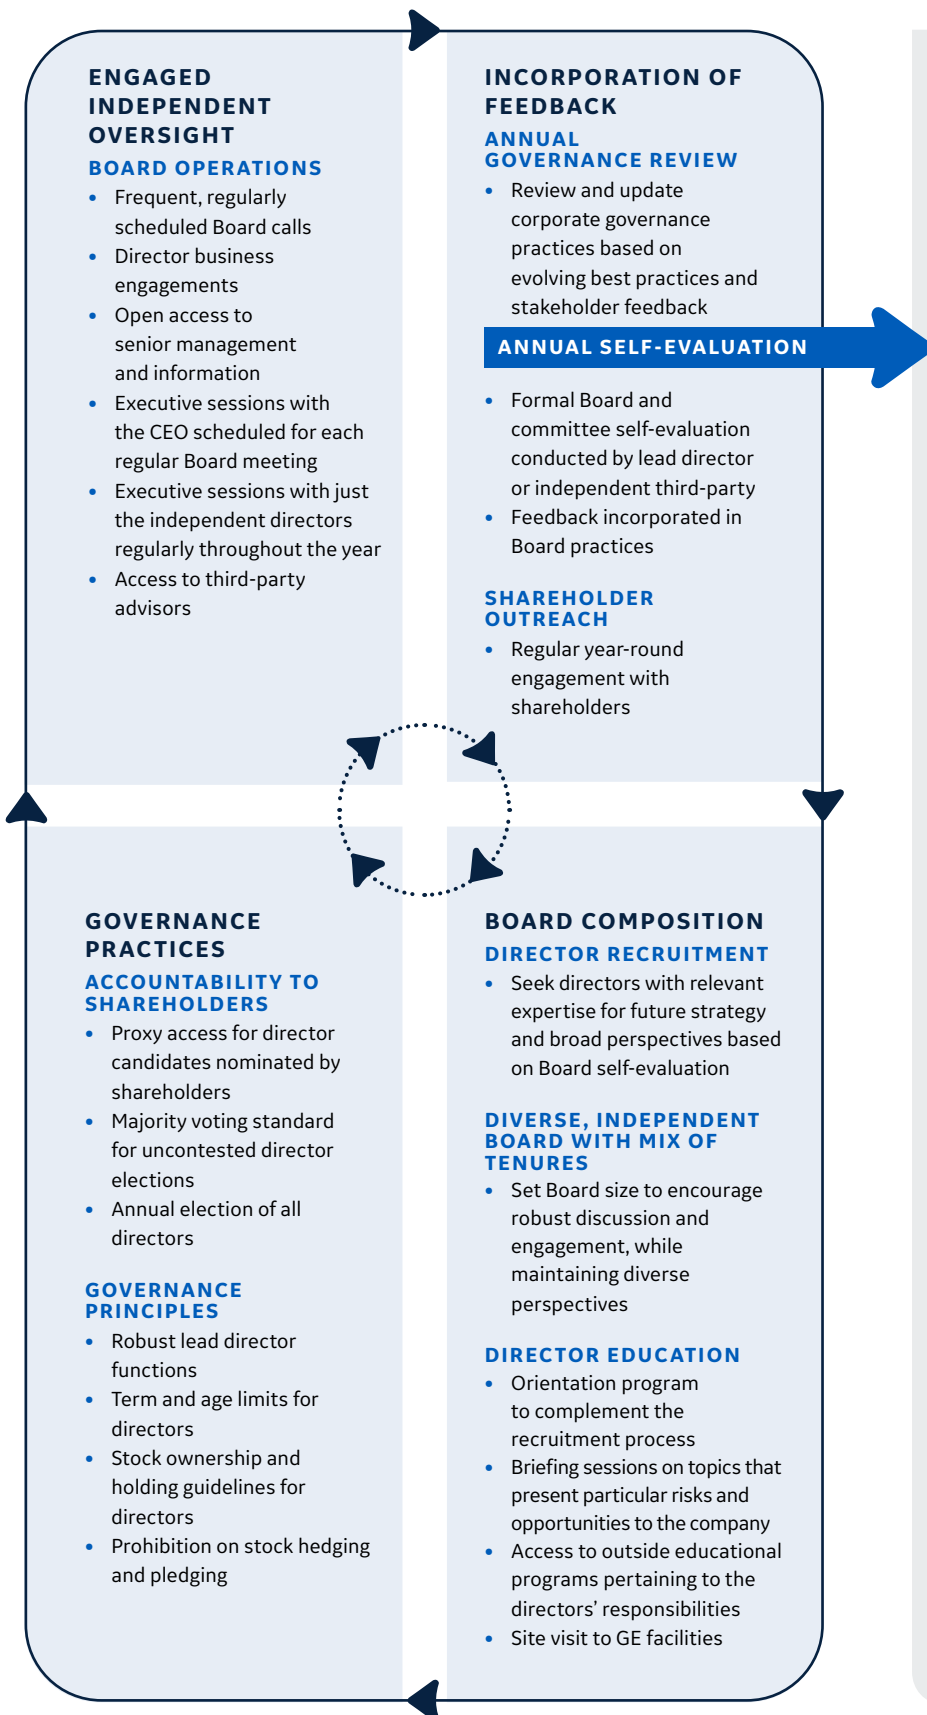 ENGAGED
INDEPENDENT
OVERSIGHT
BOARD OPERATIONS
• Frequent, regularly
scheduled Board calls
• Director business
engagements
• Open access to
senior management
and information
• Executive sessions with
the CEO scheduled for each
regular Board meeting
• Executive sessions with just
the independent directors
regularly throughout the year
• Access to third-party
advisors
INCORPORATION OF
FEEDBACK
ANNUAL
GOVERNANCE REVIEW
• Review and update
corporate governance
practices based on
evolving best practices and
stakeholder feedback
ANNUAL SELF-EVALUATION
• Formal Board and
committee self-evaluation
conducted by lead director
or independent third-party
• Feedback incorporated in
Board practices
SHAREHOLDER
OUTREACH
• Regular year-round
engagement with
shareholders
GOVERNANCE
PRACTICES
ACCOUNTABILITY TO
SHAREHOLDERS
• Proxy access for director
candidates nominated by
shareholders
• Majority voting standard
for uncontested director
elections
• Annual election of all
directors
GOVERNANCE
PRINCIPLES
• Robust lead director
functions
• Term and age limits for
directors
• Stock ownership and
holding guidelines for
directors
• Prohibition on stock hedging
and pledging
BOARD COMPOSITION
DIRECTOR RECRUITMENT
• Seek directors with relevant
expertise for future strategy
and broad perspectives based
on Board self-evaluation
DIVERSE, INDEPENDENT
BOARD WITH MIX OF
TENURES
• Set Board size to encourage
robust discussion and
engagement, while
maintaining diverse
perspectives
DIRECTOR EDUCATION
• Orientation program
to complement the
recruitment process
• Briefing sessions on topics that
present particular risks and
opportunities to the company
• Access to outside educational
programs pertaining to the
directors’ responsibilities
• Site visit to GE facilities